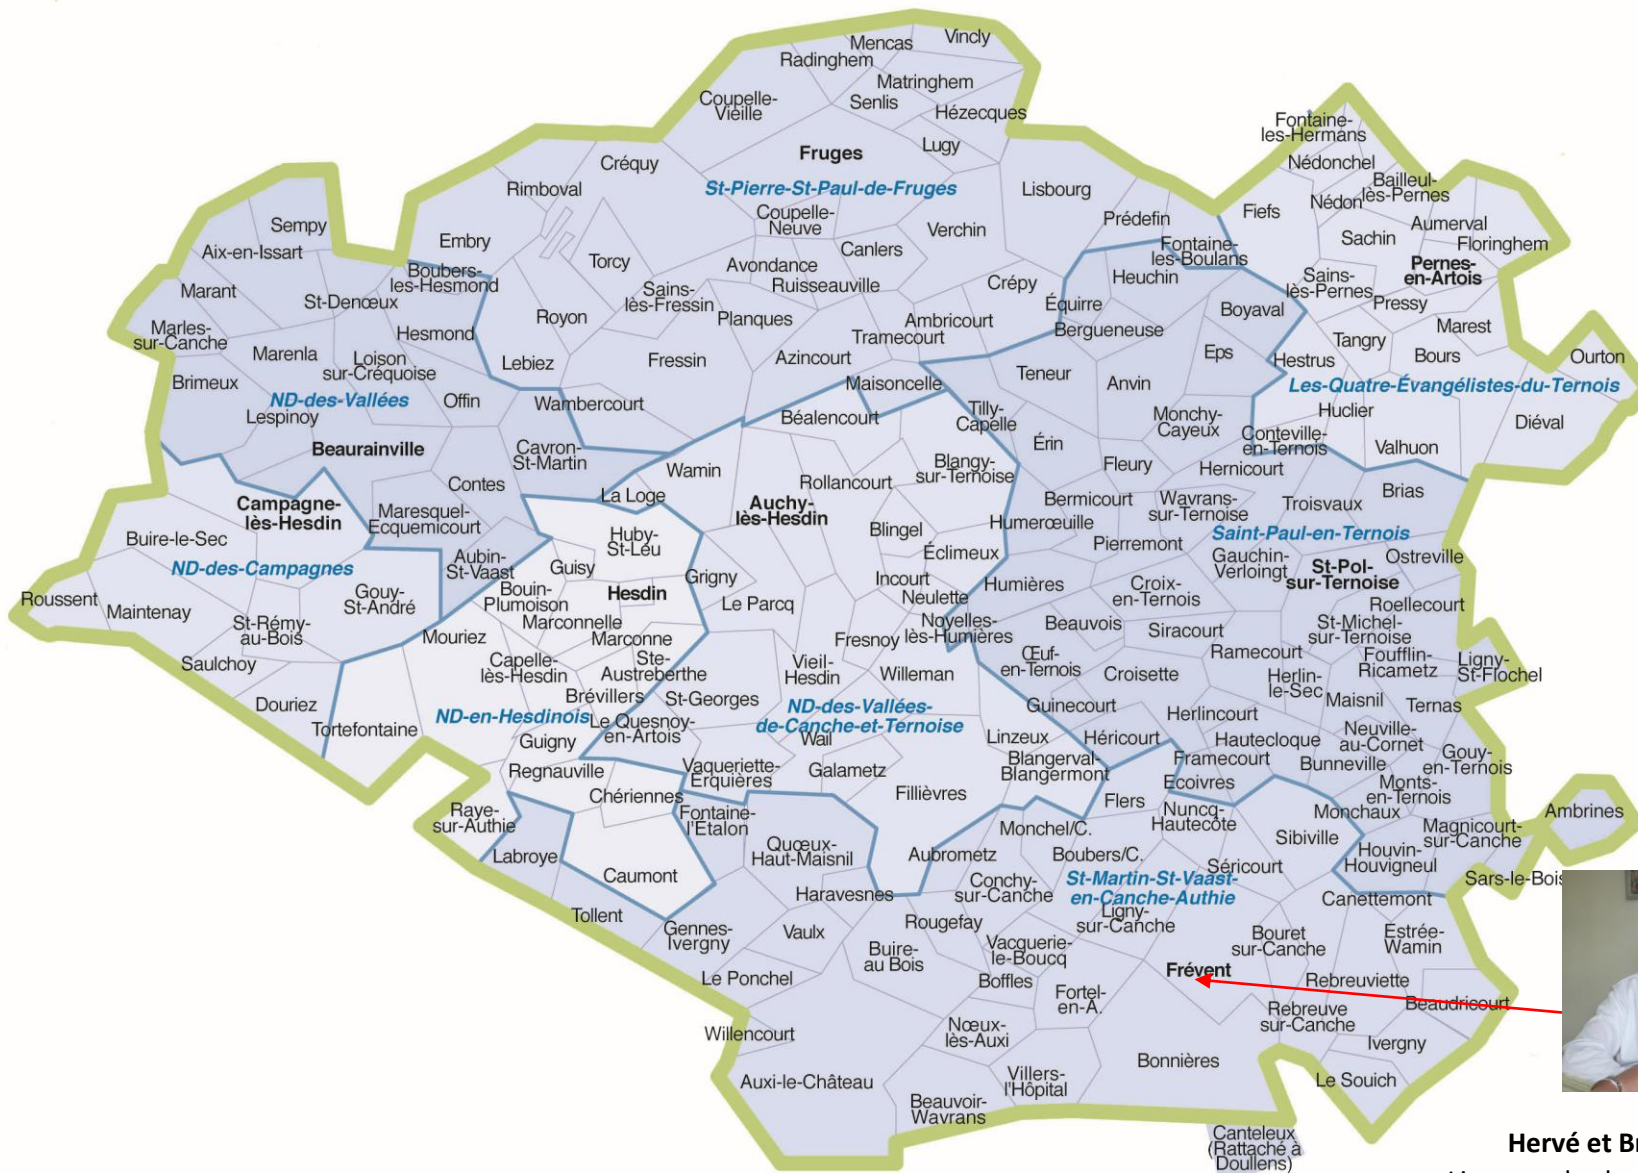 Mencas
Vincly
Radinghem
Matringhem
Coupelle-
Vieille
Senlis
Hézecques
Fontaine-
les-Hermans
Fruges
Lugy
Créquy
Nédonchel
Rimboval
St-Pierre-St-Paul-de-Fruges
Lisbourg
Bailleul-
lès-Pernes
Nédon
Fiefs
Coupelle-
Neuve
Prédefin
Aumerval
Sempy
Verchin
Sachin
Floringhem
Embry
Canlers
Fontaine-
les-Boulans
Aix-en-Issart
Torcy
Avondance
Pernes-
en-Artois
Boubers-
les-Hesmond
Heuchin
Sains-
lès-Pernes
Marant
Ruisseauville
Crépy
St-Denœux
Sains-
lès-Fressin
Équirre
Pressy
Royon
Planques
Ambricourt
Boyaval
Marles-
sur-Canche
Hesmond
Bergueneuse
Marest
Tramecourt
Tangry
Marenla
Loison
sur-Créquoise
Lebiez
Fressin
Azincourt
Eps
Hestrus
Bours
Ourton
Teneur
Brimeux
Maisoncelle
Anvin
Les-Quatre-Évangélistes-du-Ternois
ND-des-Vallées
Offin
Wambercourt
Lespinoy
Béalencourt
Tilly-
Capelle
Monchy-
Cayeux
Huclier
Diéval
Beaurainville
Cavron-
St-Martin
Érin
Conteville-
en-Ternois
Valhuon
Wamin
Blangy-
sur-Ternoise
Fleury
Hernicourt
Contes
Rollancourt
La Loge
Bermicourt
Wavrans-
sur-Ternoise
Troisvaux
Brias
Campagne-
lès-Hesdin
Maresquel-
Ecquemicourt
Auchy-
lès-Hesdin
Humerœuille
Huby-
St-Leu
Blingel
Saint-Paul-en-Ternois
Buire-le-Sec
Pierremont
Éclimeux
Gauchin-
Verloingt
Ostreville
Aubin-
St-Vaast
Guisy
ND-des-Campagnes
St-Pol-
sur-Ternoise
Grigny
Incourt
Humières
Croix-
en-Ternois
Bouin-
Plumoison
Hesdin
Gouy-
St-André
Neulette
Roussent
Le Parcq
Roellecourt
Maintenay
Marconnelle
Noyelles-
lès-Humières
Beauvois
St-Michel-
sur-Ternoise
St-Rémy-
au-Bois
Mouriez
Marconne
Fresnoy
Siracourt
Ramecourt
Œuf-
en-Ternois
Foufflin-
Ricametz
Saulchoy
Capelle-
lès-Hesdin
Ste-
Austreberthe
Vieil-
Hesdin
Willeman
Croisette
Herlin-
le-Sec
Ligny-
St-Flochel
Brévillers
St-Georges
Maisnil
Ternas
Douriez
Guinecourt
ND-en-Hesdinois
ND-des-Vallées-
de-Canche-et-Ternoise
Herlincourt
Tortefontaine
Le Quesnoy-
en-Artois
Wail
Linzeux
Héricourt
Hautecloque
Neuville-
au-Cornet
Guigny
Blangerval-
Blangermont
Framecourt
Bunneville
Gouy-
en-Ternois
Regnauville
Vaqueriette-
Erquières
Galametz
Ecoivres
Monts-
en-Ternois
Chériennes
Fillièvres
Flers
Raye-
sur-Authie
Fontaine-
l'Etalon
Nuncq-
Hautecôte
Monchaux
Ambrines
Monchel/C.
Sibiville
Magnicourt-
sur-Canche
Labroye
Quœux-
Haut-Maisnil
Aubrometz
Boubers/C.
Houvin-
Houvigneul
Séricourt
Caumont
Conchy-
sur-Canche
St-Martin-St-Vaast-
en-Canche-Authie
Sars-le-Bois
Haravesnes
Canettemont
Tollent
Rougefay
Ligny-
sur-Canche
Gennes-
Ivergny
Vaulx
Bouret
sur-Canche
Estrée-
Wamin
Buire-
au Bois
Vacquerie-
le-Boucq
Le Ponchel
Frévent
Rebreuviette
Boffles
Fortel-
en-A.
Beaudricourt
Rebreuve
sur-Canche
Willencourt
Nœux-
lès-Auxi
Ivergny
Bonnières
Auxi-le-Château
Villers-
l'Hôpital
Le Souich
Beauvoir-
Wavrans
Canteleux
(Rattaché à
Doullens)
Hervé et